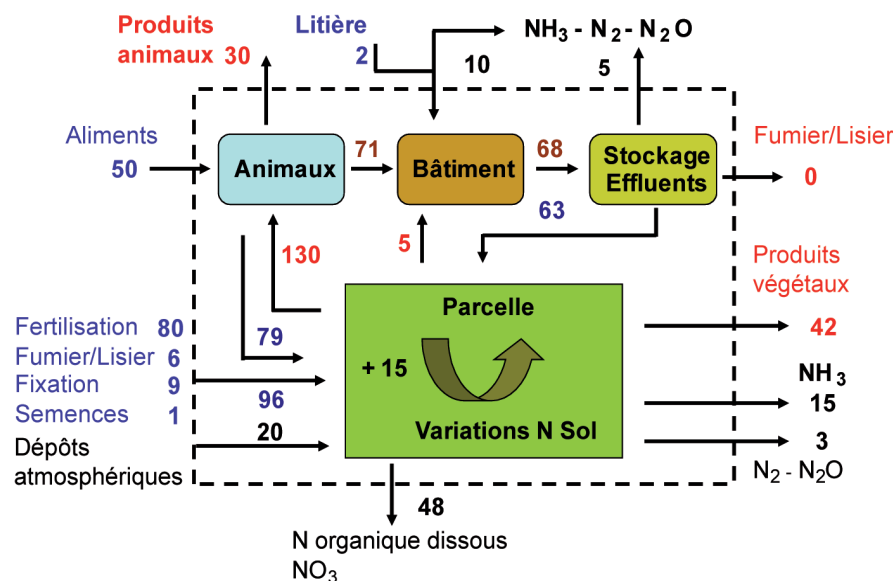 Produits
animaux 30
Litière
2
NH3 - N2 - N2O
10
5
Aliments
50
Animaux
71
Bâtiment
68
Stockage
Effluents
Fumier/Lisier
0
63
130
5
Produits
végétaux
42
Parcelle
+ 15
Variations N Sol
79
Fertilisation 80
Fumier/Lisier 6
Fixation 9
Semences 1
96
20
Dépôts
atmosphériques
NH3
15
3
N2 - N2O
48
N organique dissous
NO3